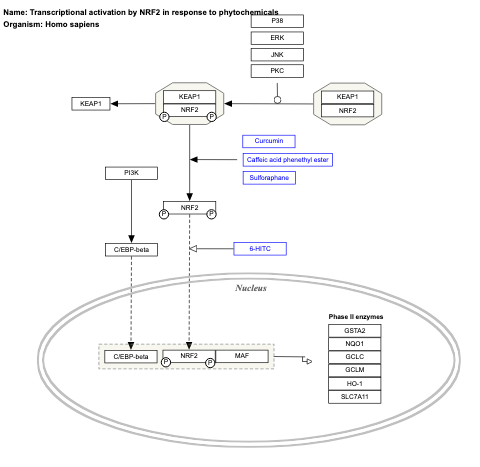 Name: Transcriptional activation by NRF2 in response to phytochemicals
Organism: Homo sapiens
P38
ERK
JNK
PKC
KEAP1
KEAP1
NRF2
P
P
KEAP1
NRF2
Curcumin
Caffeic acid phenethyl ester
Sulforaphane
PI3K
NRF2
P
P
C/EBP-beta
6-HITC
Nucleus
Phase II enzymes
GSTA2
NQO1
GCLC
GCLM
HO-1
SLC7A11
C/EBP-beta
NRF2
P
P
MAF